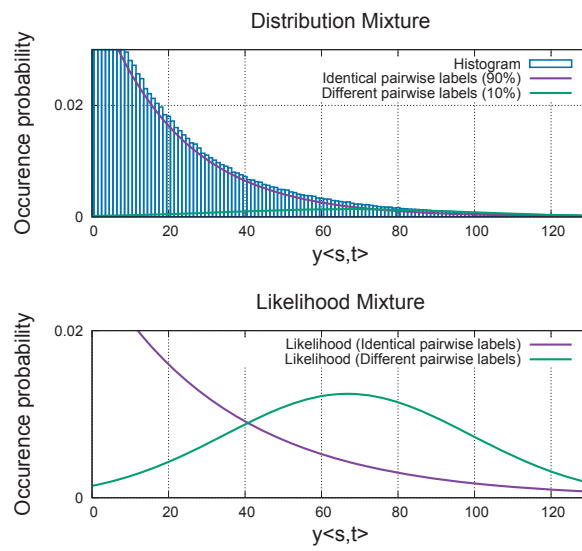 Distribution Mixture
Histogram
Identical pairwise labels (90%)
Different pairwise labels (10%)
0.02
0
Occurence probability
0 20 40 60 80 100 120
y<s,t>
Likelihood Mixture
Likelihood (Identical pairwise labels)
Likelihood (Different pairwise labels)
0.02
0
Occurence probability
0 20 40 60 80 100 120
y<s,t>